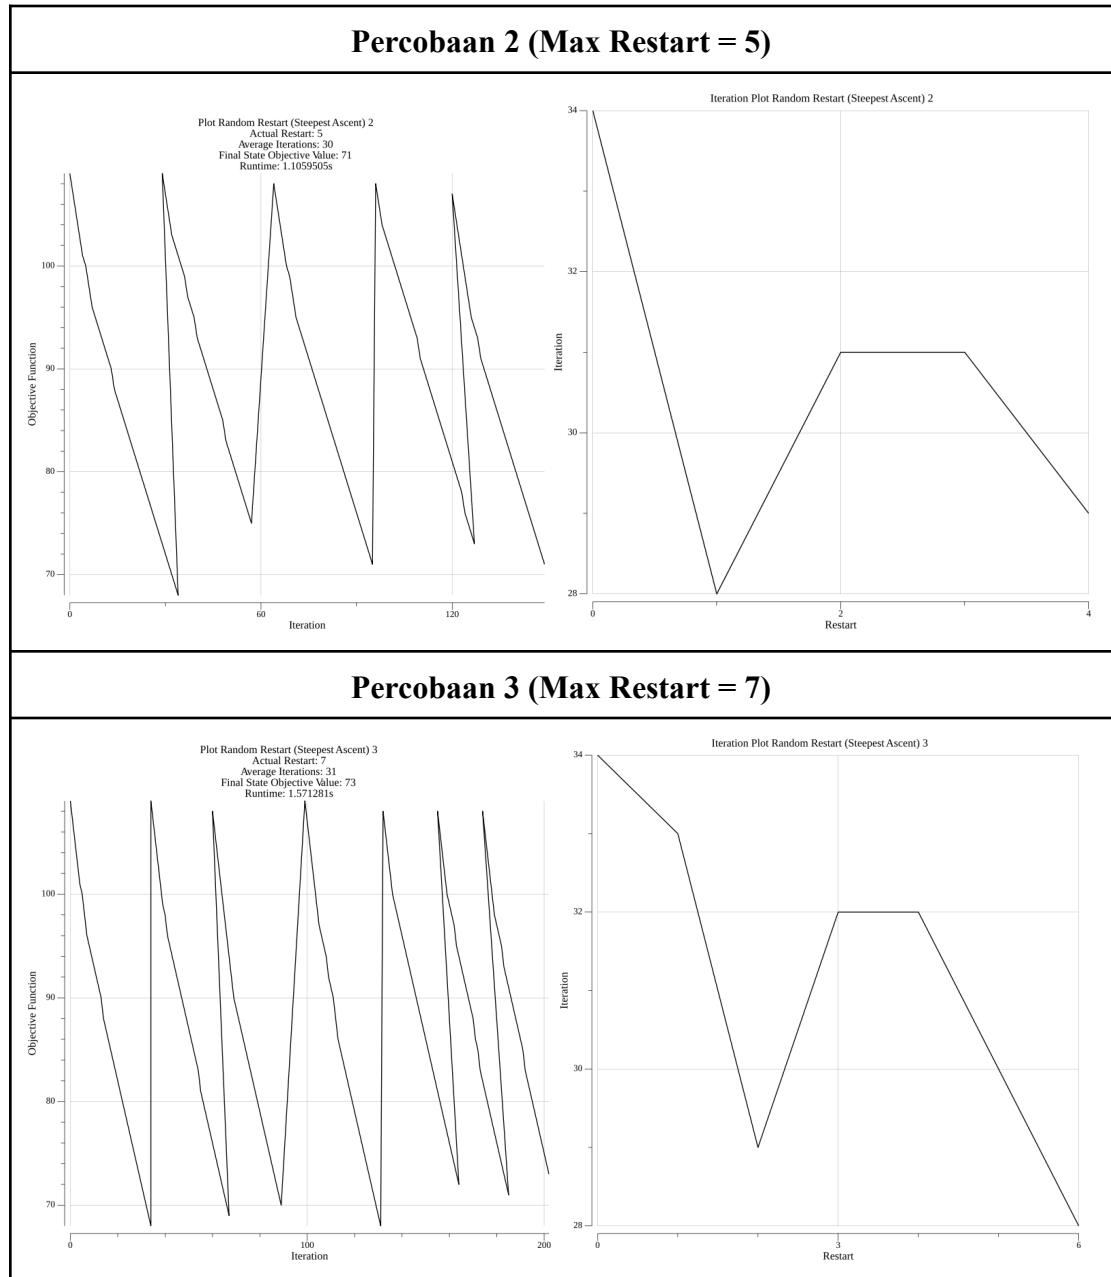 Percobaan 2 (Max Restart = 5)
Plot Random Restart (Steepest Ascent) 2
Actual Restart: 5
Average Iterations: 30
Final State Objective Value: 71
Runtime: 1.1059505s
100
90
80
70
Objective Function
0
60
120
Iteration
Iteration Plot Random Restart (Steepest Ascent) 2
34
32
30
28
Iteration
0
2
4
Restart
Percobaan 3 (Max Restart = 7)
Plot Random Restart (Steepest Ascent) 3
Actual Restart: 7
Average Iterations: 31
Final State Objective Value: 73
Runtime: 1.571281s
100
90
80
70
Objective Function
0
100
200
Iteration
Iteration Plot Random Restart (Steepest Ascent) 3
34
32
30
28
Iteration
0
3
6
Restart